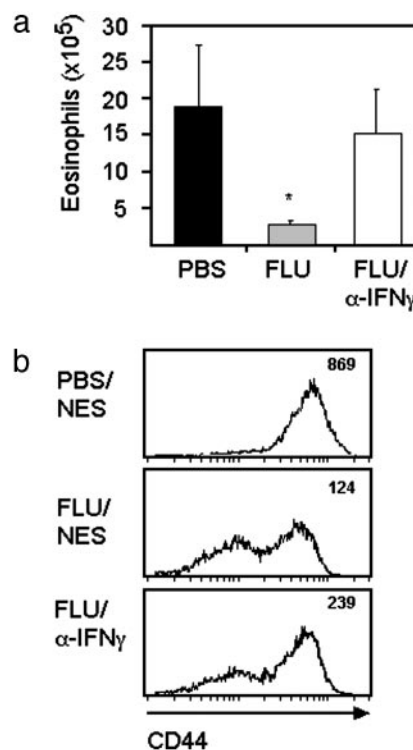 a
Eosinophils (x10⁵)
30
25
20
15
10
5
*
PBS
FLU
FLU/
α-IFNγ
b
PBS/
NES
869
FLU/
NES
124
FLU/
α-IFNγ
239
CD44